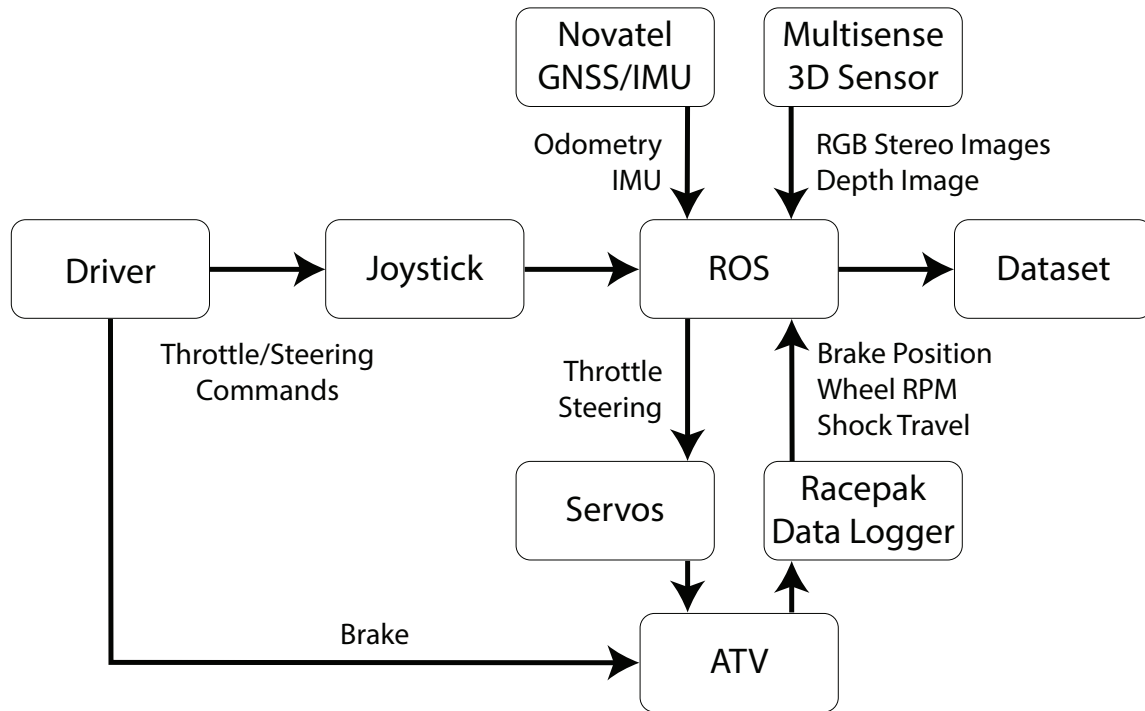 Novatel
GNSS/IMU
Multisense
3D Sensor
Odometry
IMU
RGB Stereo Images
Depth Image
Driver
Joystick
ROS
Dataset
Throttle/Steering
Commands
Throttle
Steering
Brake Position
Wheel RPM
Shock Travel
Servos
Racepak
Data Logger
Brake
ATV